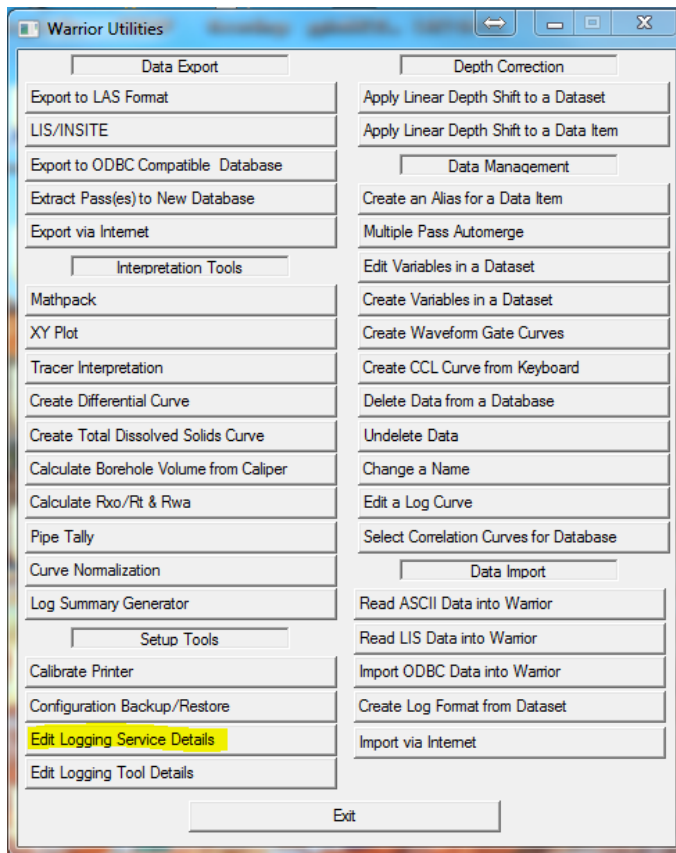 Warrior Utilities
Data Export
Export to LAS Format
LIS/INSITE
Export to ODBC Compatible Database
Extract Pass(es) to New Database
Export via Internet
Interpretation Tools
Mathpack
XY Plot
Tracer Interpretation
Create Differential Curve
Create Total Dissolved Solids Curve
Calculate Borehole Volume from Caliper
Calculate Rxo/Rt & Rwa
Pipe Tally
Curve Normalization
Log Summary Generator
Setup Tools
Calibrate Printer
Configuration Backup/Restore
Edit Logging Service Details
Edit Logging Tool Details
Depth Correction
Apply Linear Depth Shift to a Dataset
Apply Linear Depth Shift to a Data Item
Data Management
Create an Alias for a Data Item
Multiple Pass Automerge
Edit Variables in a Dataset
Create Variables in a Dataset
Create Waveform Gate Curves
Create CCL Curve from Keyboard
Delete Data from a Database
Undelete Data
Change a Name
Edit a Log Curve
Select Correlation Curves for Database
Data Import
Read ASCII Data into Warrior
Read LIS Data into Warrior
Import ODBC Data into Warrior
Create Log Format from Dataset
Import via Internet
Exit